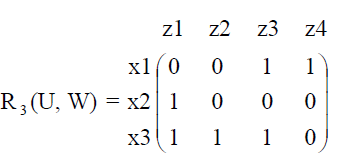 z1 z2 z3 z4
x1 0 0 1 1
R₃(U, W) = x2 1 0 0 0
x3 1 1 1 0